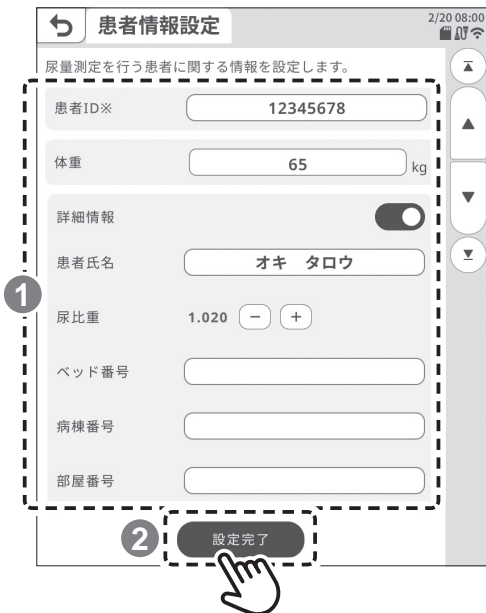 患者情報設定
2/20 08:00
尿量測定を行う患者に関する情報を設定します。
患者ID※ 12345678
体重 65 kg
詳細情報
患者氏名 オキ タロウ
1
尿比重 1.020 − +
ベッド番号
病棟番号
部屋番号
2 設定完了